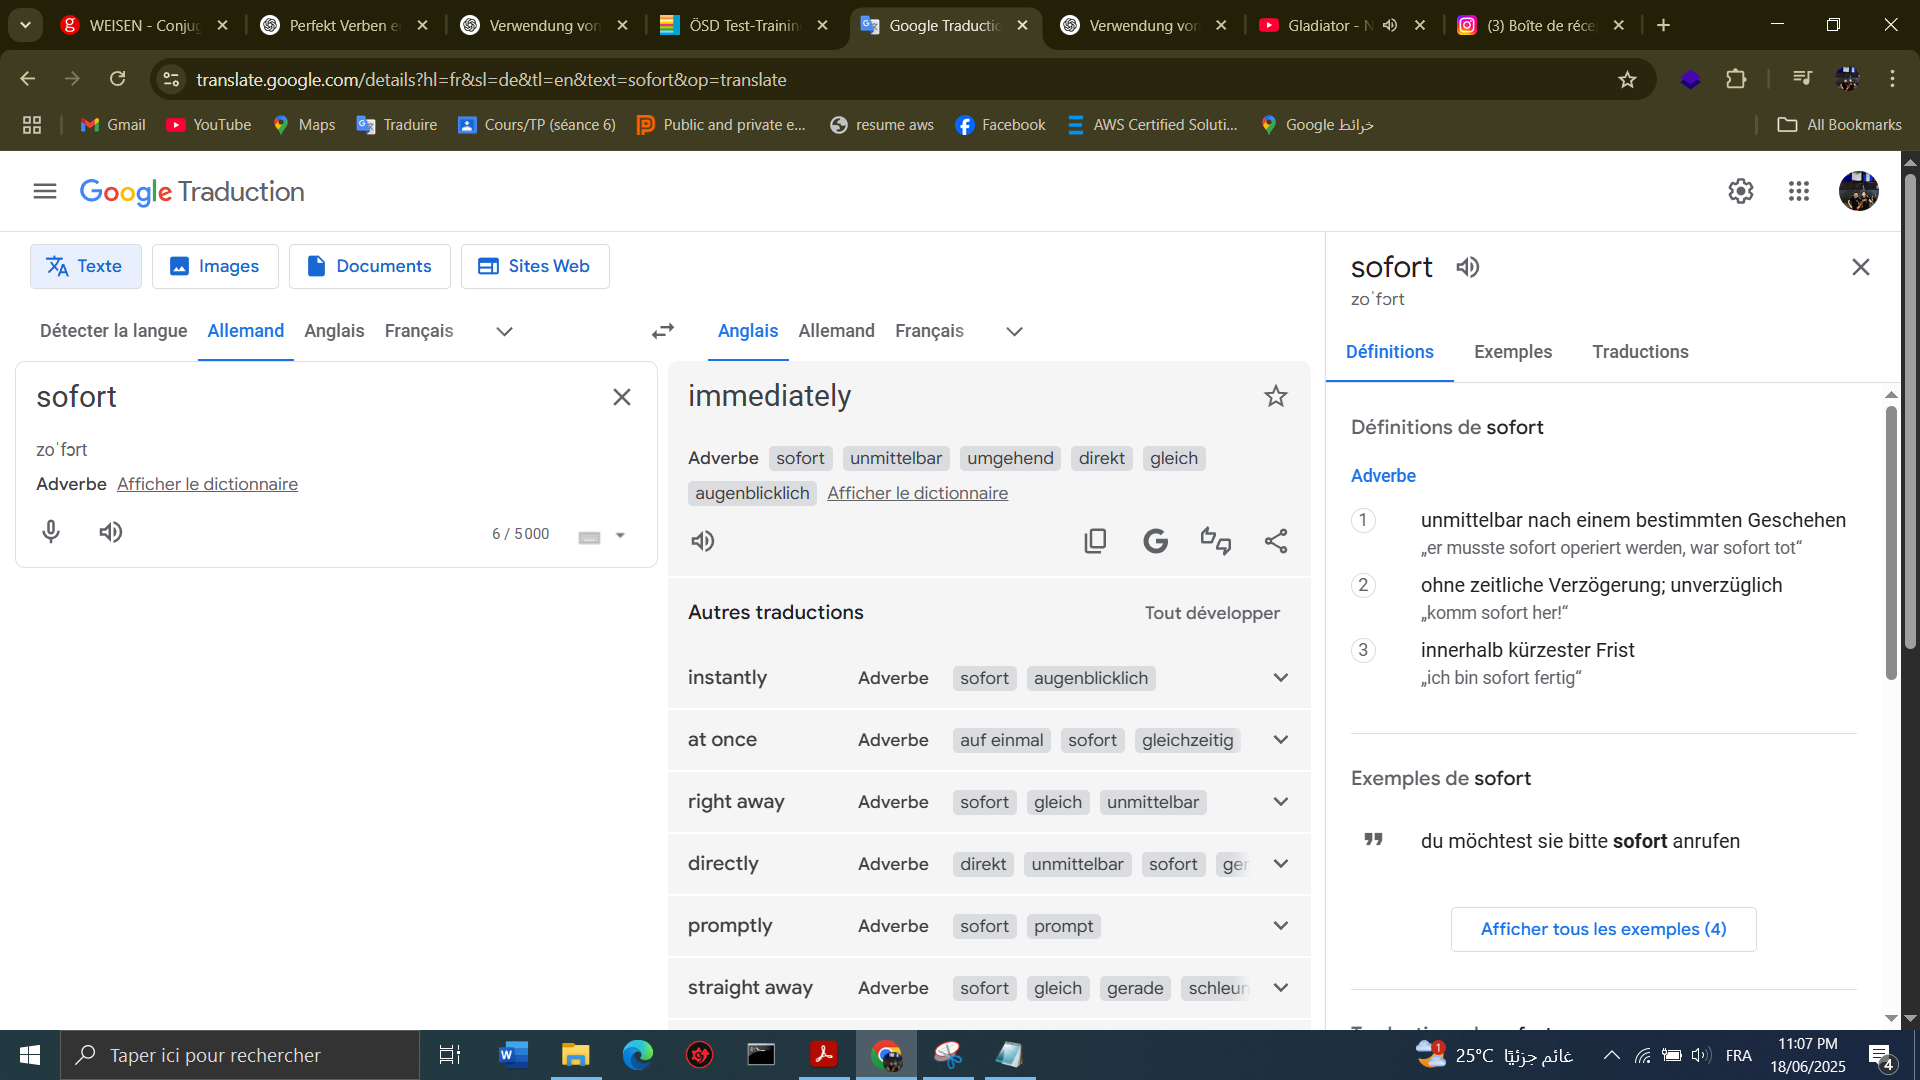 WEISEN - Conjug
Perfekt Verben e
Verwendung von
ÖSD Test-Training
Google Traductio
Verwendung von
Gladiator - N
(3) Boîte de réce
translate.google.com/details?hl=fr&sl=de&tl=en&text=sofort&op=translate
Gmail
YouTube
Maps
Traduire
Cours/TP (séance 6)
Public and private e...
resume aws
Facebook
AWS Certified Soluti...
خرائط Google
All Bookmarks
Google Traduction
Texte
Images
Documents
Sites Web
Détecter la langue Allemand Anglais Français
Anglais Allemand Français
sofort
zoˈfɔrt
Adverbe Afficher le dictionnaire
6 / 5 000
immediately
Adverbe sofort unmittelbar umgehend direkt gleich
augenblicklich Afficher le dictionnaire
Autres traductions Tout développer
instantly Adverbe sofort augenblicklich
at once Adverbe auf einmal sofort gleichzeitig
right away Adverbe sofort gleich unmittelbar
directly Adverbe direkt unmittelbar sofort ger
promptly Adverbe sofort prompt
straight away Adverbe sofort gleich gerade schleun
sofort
zoˈfɔrt
Définitions Exemples Traductions
Définitions de sofort
Adverbe
1 unmittelbar nach einem bestimmten Geschehen
„er musste sofort operiert werden, war sofort tot“
2 ohne zeitliche Verzögerung; unverzüglich
„komm sofort her!“
3 innerhalb kürzester Frist
„ich bin sofort fertig“
Exemples de sofort
du möchtest sie bitte sofort anrufen
Afficher tous les exemples (4)
Taper ici pour rechercher
1
25°C غائم جزئيًا
FRA
11:07 PM
18/06/2025
4